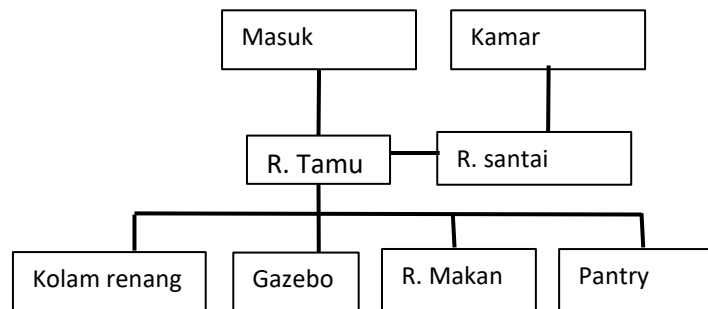 Masuk
Kamar
R. Tamu
R. santai
Kolam renang
Gazebo
R. Makan
Pantry